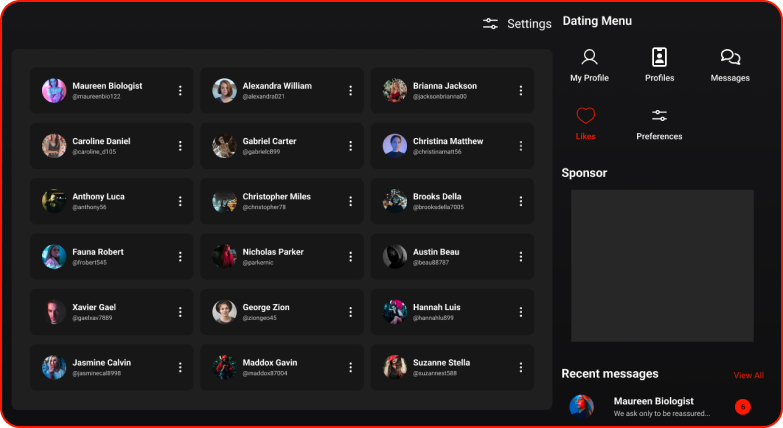 Settings
Dating Menu
My Profile
Profiles
Messages
Likes
Preferences
Sponsor
Maureen Biologist
@maureenbio122
Alexandra William
@alexandra021
Brianna Jackson
@jacksonbrianna00
Caroline Daniel
@caroline_d105
Gabriel Carter
@gabrielc899
Christina Matthew
@christinamatt56
Anthony Luca
@anthony56
Christopher Miles
@christopher78
Brooks Della
@brooksdella7005
Fauna Robert
@frobert545
Nicholas Parker
@parkernic
Austin Beau
@beau88787
Xavier Gael
@gaelxav7889
George Zion
@ziongeo45
Hannah Luis
@hannahlu899
Jasmine Calvin
@jasminecall8998
Maddox Gavin
@maddox87004
Suzanne Stella
@suzannest588
Recent messages
View All
Maureen Biologist
We ask only to be reassured...
6